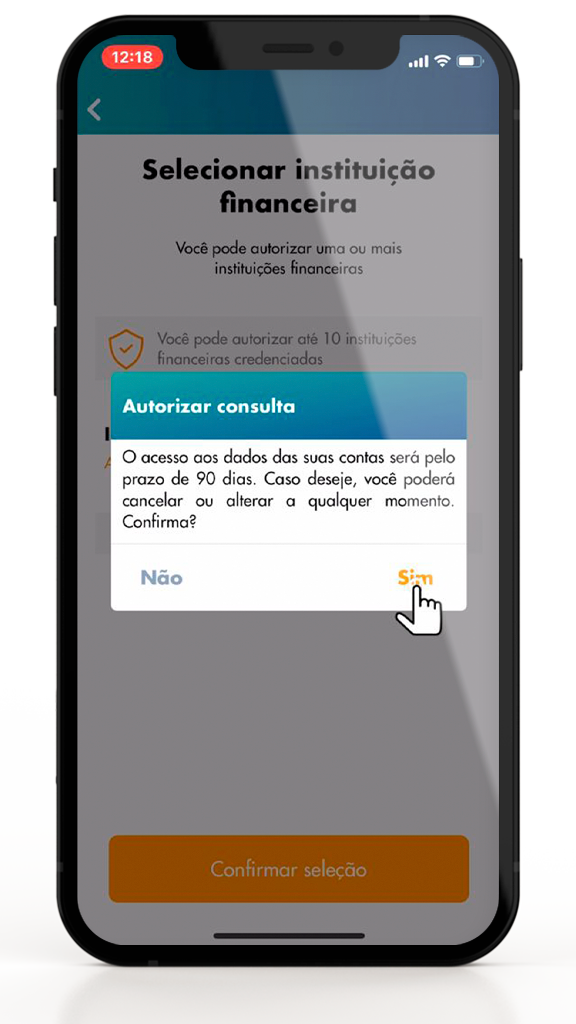 12:18
Selecionar instituição
financeira
Você pode autorizar uma ou mais
instituições financeiras
Você pode autorizar até 10 instituições
financeiras credenciadas
Autorizar consulta
O acesso aos dados das suas contas será pelo
prazo de 90 dias. Caso deseje, você poderá
cancelar ou alterar a qualquer momento.
Confirma?
Não
Sim
Confirmar seleção